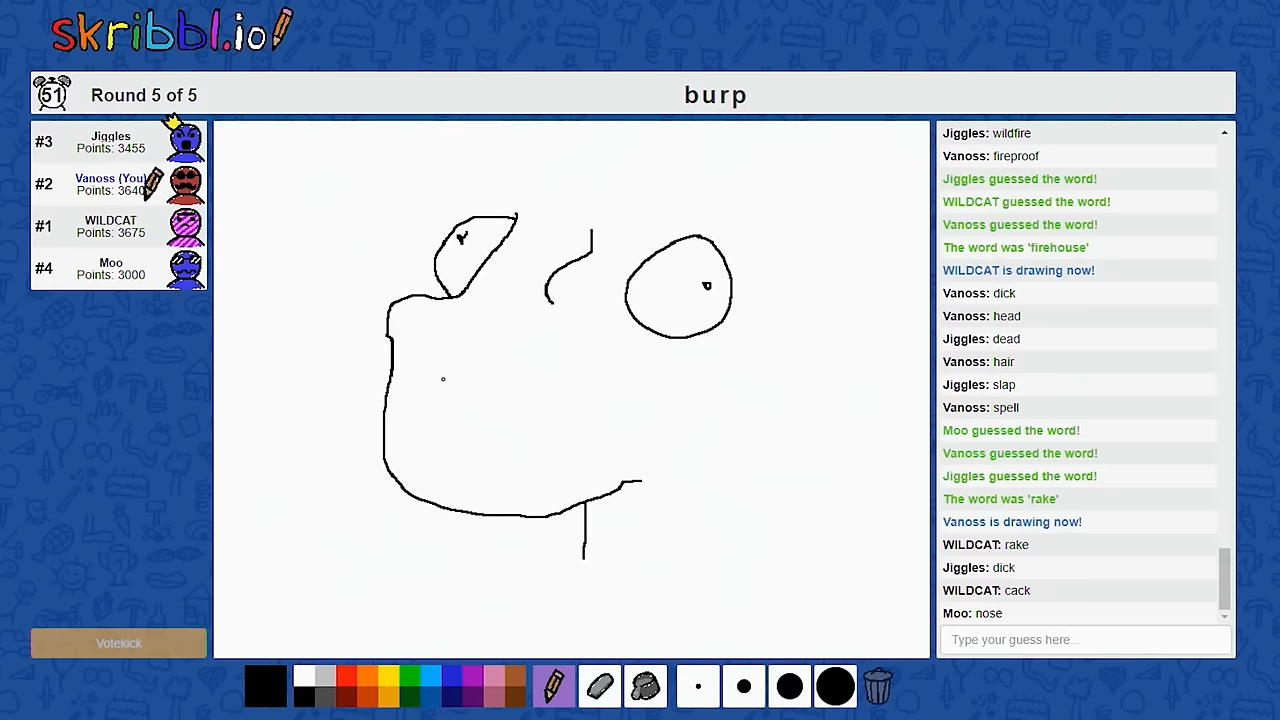 skribbl.io
51
Round 5 of 5
burp
#3
Jiggles
Points: 3455
#2
Vanoss (You)
Points: 3640
#1
WILDCAT
Points: 3675
#4
Moo
Points: 3000
Votekick
Jiggles: wildfire
Vanoss: fireproof
Jiggles guessed the word!
WILDCAT guessed the word!
Vanoss guessed the word!
The word was 'firehouse'
WILDCAT is drawing now!
Vanoss: dick
Vanoss: head
Jiggles: dead
Vanoss: hair
Jiggles: slap
Vanoss: spell
Moo guessed the word!
Vanoss guessed the word!
Jiggles guessed the word!
The word was 'rake'
Vanoss is drawing now!
WILDCAT: rake
Jiggles: dick
WILDCAT: cack
Moo: nose
Type your guess here...